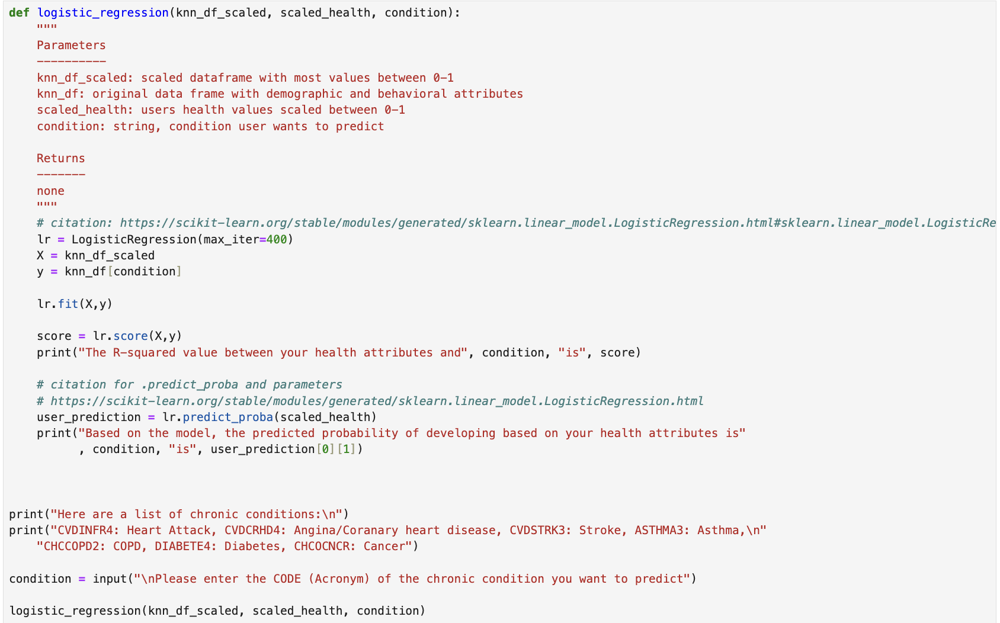 def logistic_regression(knn_df_scaled, scaled_health, condition):
    """
    Parameters
    ----------
    knn_df_scaled: scaled dataframe with most values between 0-1
    knn_df: original data frame with demographic and behavioral attributes
    scaled_health: users health values scaled between 0-1
    condition: string, condition user wants to predict

    Returns
    -------
    none
    """
    # citation: https://scikit-learn.org/stable/modules/generated/sklearn.linear_model.LogisticRegression.html#sklearn.linear_model.LogisticRe
    lr = LogisticRegression(max_iter=400)
    X = knn_df_scaled
    y = knn_df[condition]

    lr.fit(X,y)

    score = lr.score(X,y)
    print("The R-squared value between your health attributes and", condition, "is", score)

    # citation for .predict_proba and parameters
    # https://scikit-learn.org/stable/modules/generated/sklearn.linear_model.LogisticRegression.html
    user_prediction = lr.predict_proba(scaled_health)
    print("Based on the model, the predicted probability of developing based on your health attributes is"
          , condition, "is", user_prediction[0][1])

print("Here are a list of chronic conditions:\n")
print("CVDINFR4: Heart Attack, CVDCRHD4: Angina/Coranary heart disease, CVDSTRK3: Stroke, ASTHMA3: Asthma,\n"
    "CHCCOPD2: COPD, DIABETE4: Diabetes, CHCOCNCR: Cancer")

condition = input("\nPlease enter the CODE (Acronym) of the chronic condition you want to predict")

logistic_regression(knn_df_scaled, scaled_health, condition)